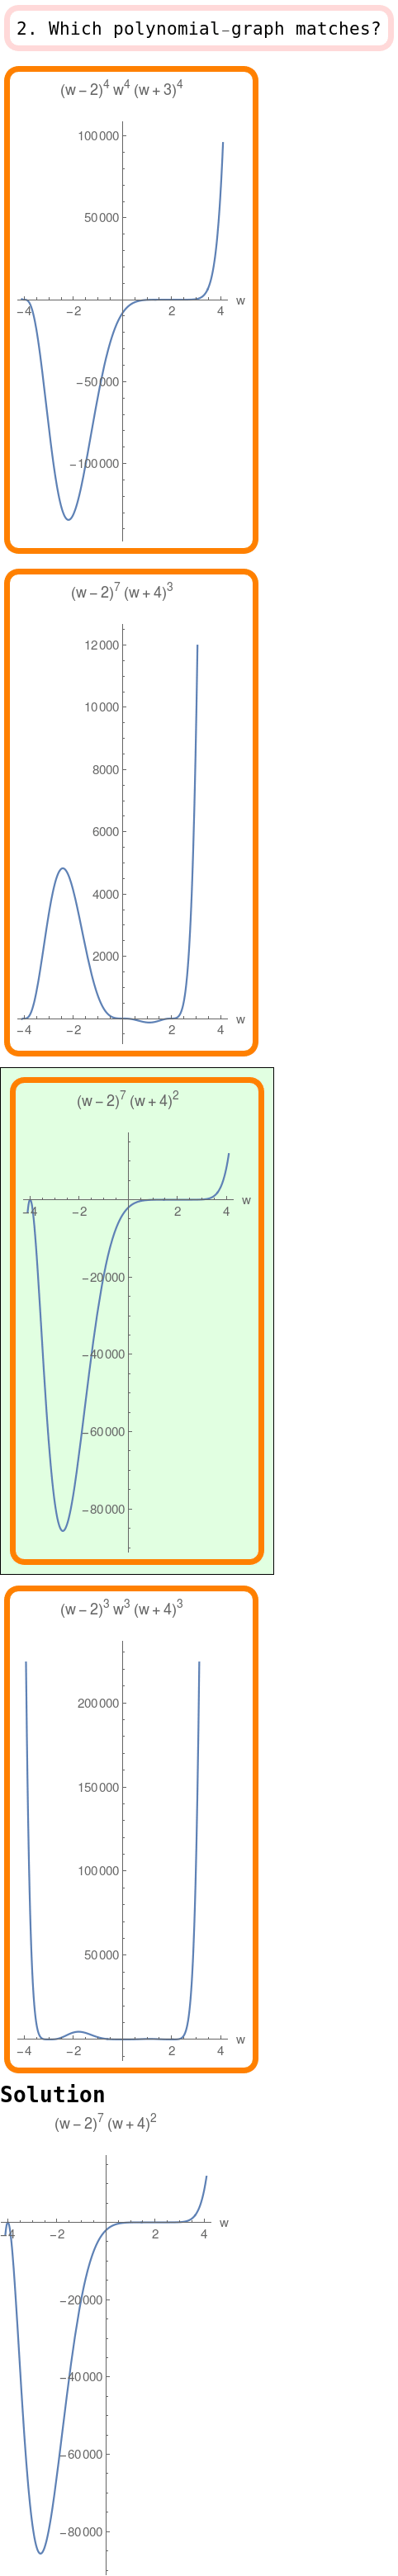 2. Which polynomial-graph matches?
(w – 2)⁴ w⁴ (w + 3)⁴
100 000
50 000
w
–4 –2 2 4
–50 000
–100 000
(w – 2)⁷ (w + 4)³
12 000
10 000
8000
6000
4000
2000
w
–4 –2 2 4
(w – 2)⁷ (w + 4)²
w
–4 –2 2 4
–20 000
–40 000
–60 000
–80 000
(w – 2)³ w³ (w + 4)³
200 000
150 000
100 000
50 000
w
–4 –2 2 4
Solution
(w – 2)⁷ (w + 4)²
w
–4 –2 2 4
–20 000
–40 000
–60 000
–80 000